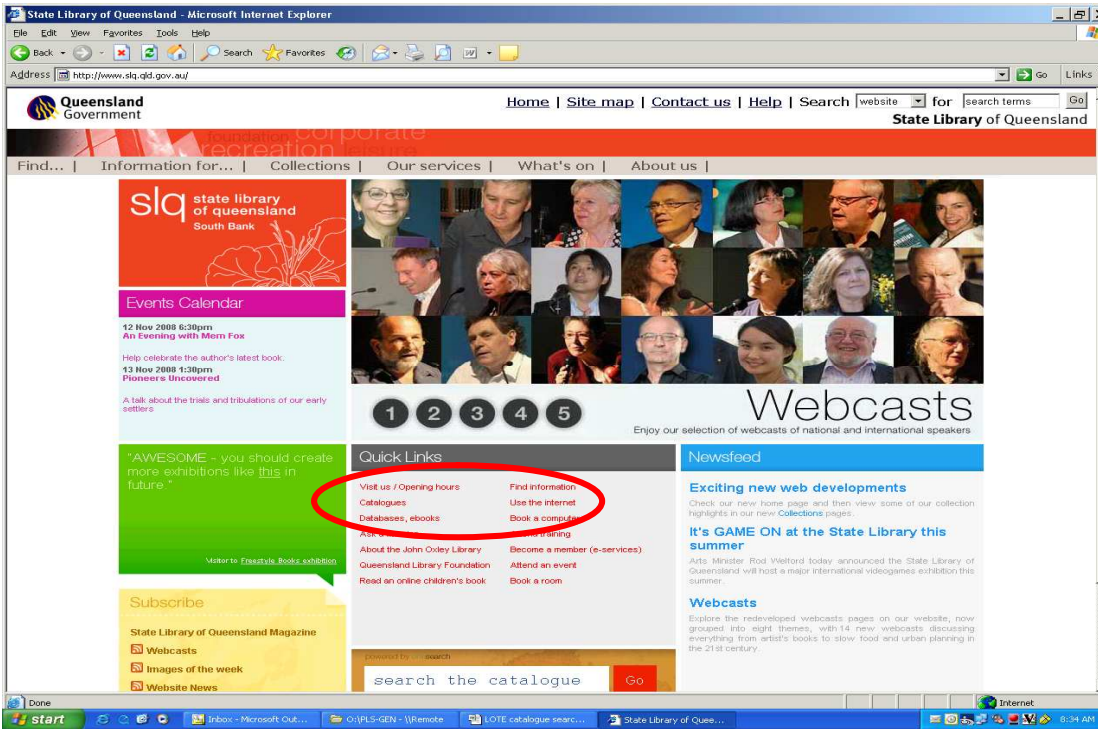 State Library of Queensland - Microsoft Internet Explorer
File Edit View Favorites Tools Help
Back Search Favorites
Address http://www.slq.qld.gov.au/ Go Links
Queensland
Government
Home | Site map | Contact us | Help | Search website for search terms Go
State Library of Queensland
foundation corporate
recreation leisure
Find... | Information for... | Collections | Our services | What's on | About us |
slq state library
of queensland
South Bank
Events Calendar
12 Nov 2008 6:30pm
An Evening with Mem Fox
Help celebrate the author's latest book.
13 Nov 2008 1:30pm
Pioneers Uncovered
A talk about the trials and tribulations of our early
settlers
1 2 3 4 5
Webcasts
Enjoy our selection of webcasts of national and international speakers
"AWESOME - you should create
more exhibitions like this in
future."
Visitor to Freestyle Books exhibition
Subscribe
State Library of Queensland Magazine
Webcasts
Images of the week
Website News
Quick Links
Visit us / Opening hours
Catalogues
Databases, ebooks
About the John Oxley Library
Queensland Library Foundation
Read an online children's book
Find information
Use the internet
Book a computer
training
Become a member (e-services)
Attend an event
Book a room
powered by search
search the catalogue Go
Newsfeed
Exciting new web developments
Check our new home page and then view some of our collection
highlights in our new Collections pages.
It's GAME ON at the State Library this
summer
Arts Minister Rod Welford today announced the State Library of
Queensland will host a major international videogames exhibition this
summer.
Webcasts
Explore the redeveloped webcasts pages on our website, now
grouped into eight themes, with 14 new webcasts discussing
everything from artist's books to slow food and urban planning in
the 21st century.
Done Internet
start Inbox - Microsoft Out... O:\PLS-GEN - \\Remote LOTE catalogue searc... State Library of Quee... 8:34 AM